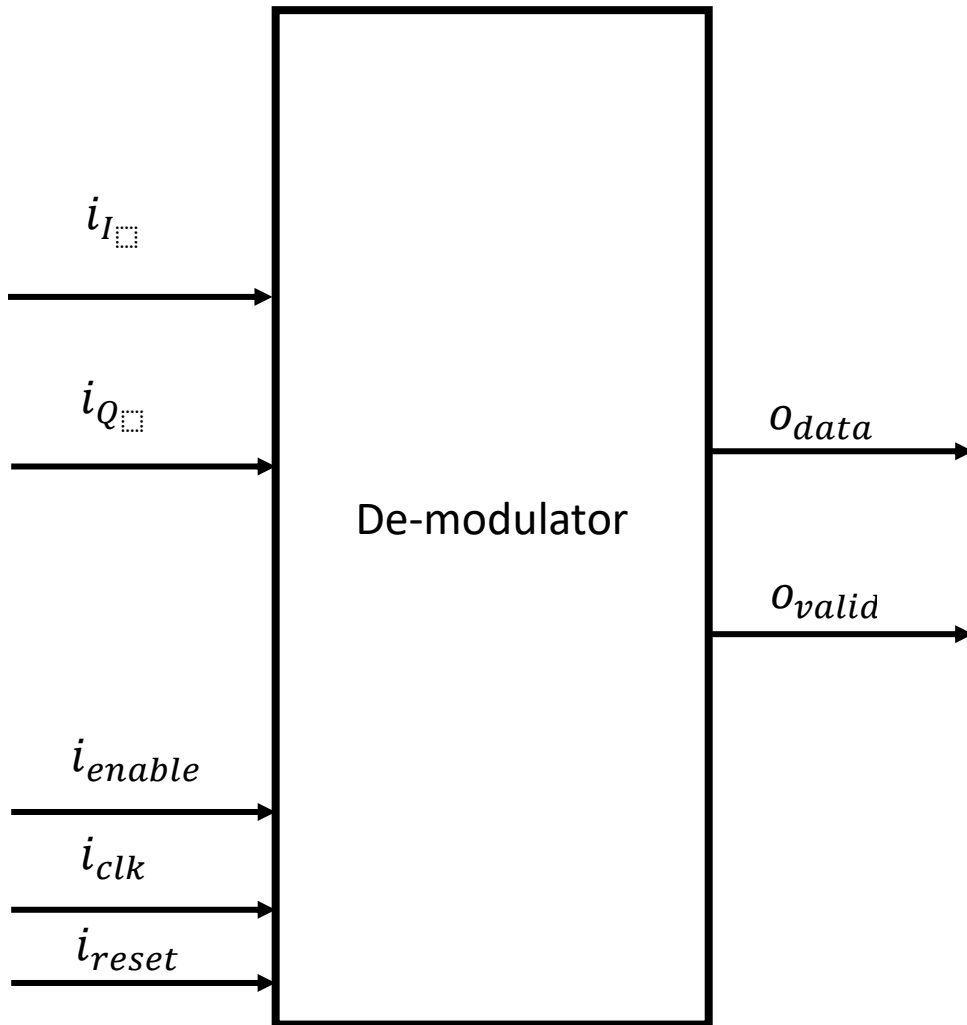 i_I
i_Q
o_data
De-modulator
o_valid
i_enable
i_clk
i_reset